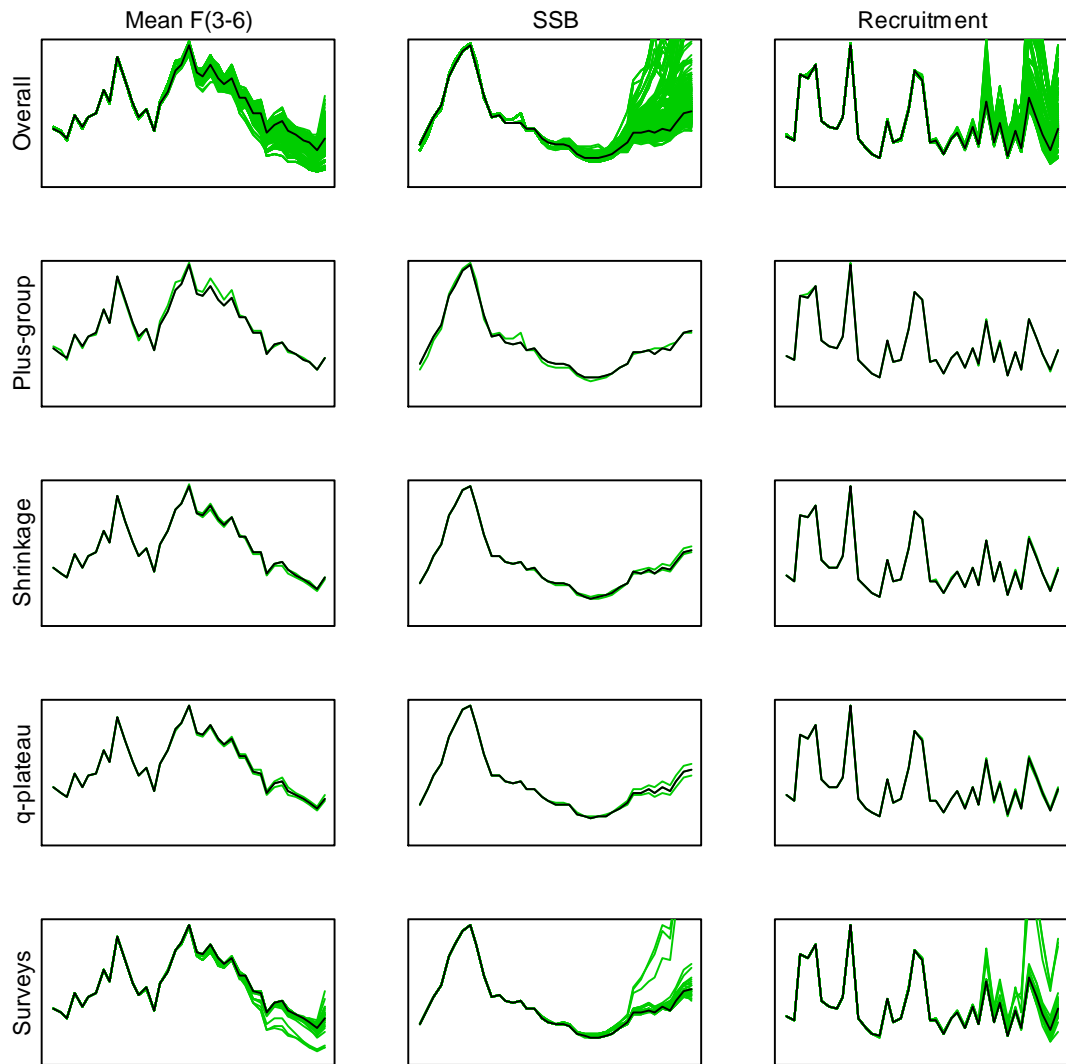 Mean F(3-6)
SSB
Recruitment
Overall
Plus-group
Shrinkage
q-plateau
Surveys